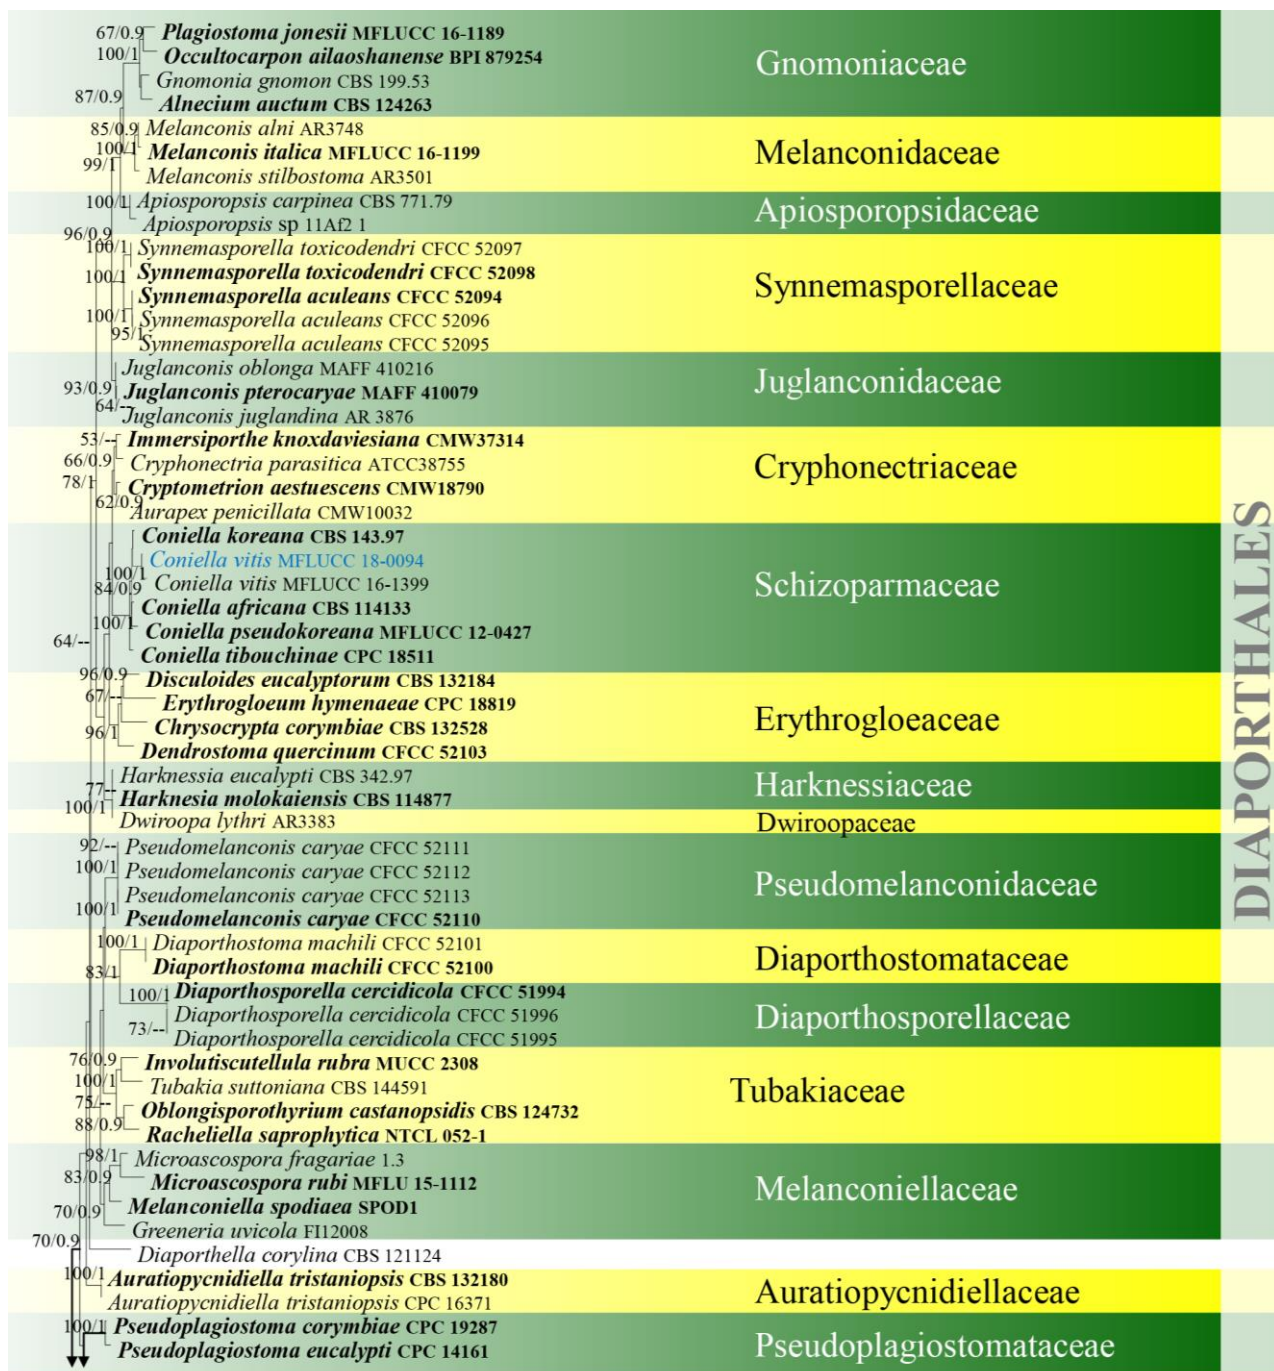 67/0.9
Plagiostoma jonesii MFLUCC 16-1189
100/1
Occultocarpon ailaoshanense BPI 879254
Gnomoniaceae
Gnomonia gnomon CBS 199.53
87/0.9
Alnecium auctum CBS 124263
85/0.9
Melanconis alni AR3748
100/1
Melanconis italica MFLUCC 16-1199
Melanconidaceae
99/1
Melanconis stilbostoma AR3501
100/1
Apiosporopsis carpinea CBS 771.79
Apiosporopsidaceae
Apiosporopsis sp 11Af2 1
96/0.9
100/1
Synnemasporella toxicodendri CFCC 52097
100/1
Synnemasporella toxicodendri CFCC 52098
Synnemasporellaceae
Synnemasporella aculeans CFCC 52094
100/1
Synnemasporella aculeans CFCC 52096
95/1
Synnemasporella aculeans CFCC 52095
Juglanconis oblonga MAFF 410216
Juglanconidaceae
93/0.9
Juglanconis pterocaryae MAFF 410079
64/--
Juglanconis juglandina AR 3876
53/--
Immersiporthe knoxdaviesiana CMW37314
66/0.9
Cryphonectria parasitica ATCC38755
Cryphonectriaceae
78/1
Cryptometrion aestuescens CMW18790
62/0.9
Aurapex penicillata CMW10032
Coniella koreana CBS 143.97
Coniella vitis MFLUCC 18-0094
100/1
84/0.9
Coniella vitis MFLUCC 16-1399
Schizoparmaceae
Coniella africana CBS 114133
100/1
Coniella pseudokoreana MFLUCC 12-0427
64/--
Coniella tibouchinae CPC 18511
96/0.9
Disculoides eucalyptorum CBS 132184
67/--
Erythrogloeum hymenaeae CPC 18819
Erythrogloeaceae
96/1
Chrysocrypta corymbiae CBS 132528
Dendrostoma quercinum CFCC 52103
Harknessia eucalypti CBS 342.97
Harknessiaceae
77--
100/1
Harknesia molokaiensis CBS 114877
Dwiroopa lythri AR3383
Dwiroopaceae
92/--
Pseudomelanconis caryae CFCC 52111
100/1
Pseudomelanconis caryae CFCC 52112
Pseudomelanconidaceae
Pseudomelanconis caryae CFCC 52113
100/1
Pseudomelanconis caryae CFCC 52110
100/1
Diaporthostoma machili CFCC 52101
Diaporthostomataceae
83/1
Diaporthostoma machili CFCC 52100
100/1
Diaporthosporella cercidicola CFCC 51994
Diaporthosporella cercidicola CFCC 51996
Diaporthosporellaceae
73/--
Diaporthosporella cercidicola CFCC 51995
76/0.9
Involutiscutellula rubra MUCC 2308
100/1
Tubakia suttoniana CBS 144591
Tubakiaceae
75/--
Oblongisporothyrium castanopsidis CBS 124732
88/0.9
Racheliella saprophytica NTCL 052-1
98/1
Microascospora fragariae 1.3
83/0.9
Microascospora rubi MFLU 15-1112
Melanconiellaceae
Melanconiella spodiaea SPOD1
70/0.9
Greeneria uvicola FI12008
70/0.9
Diaporthella corylina CBS 121124
100/1
Auratiopycnidiella tristaniopsis CBS 132180
Auratiopycnidiellaceae
Auratiopycnidiella tristaniopsis CPC 16371
100/1
Pseudoplagiostoma corymbiae CPC 19287
Pseudoplagiostomataceae
Pseudoplagiostoma eucalypti CPC 14161
DIAPORTHALES